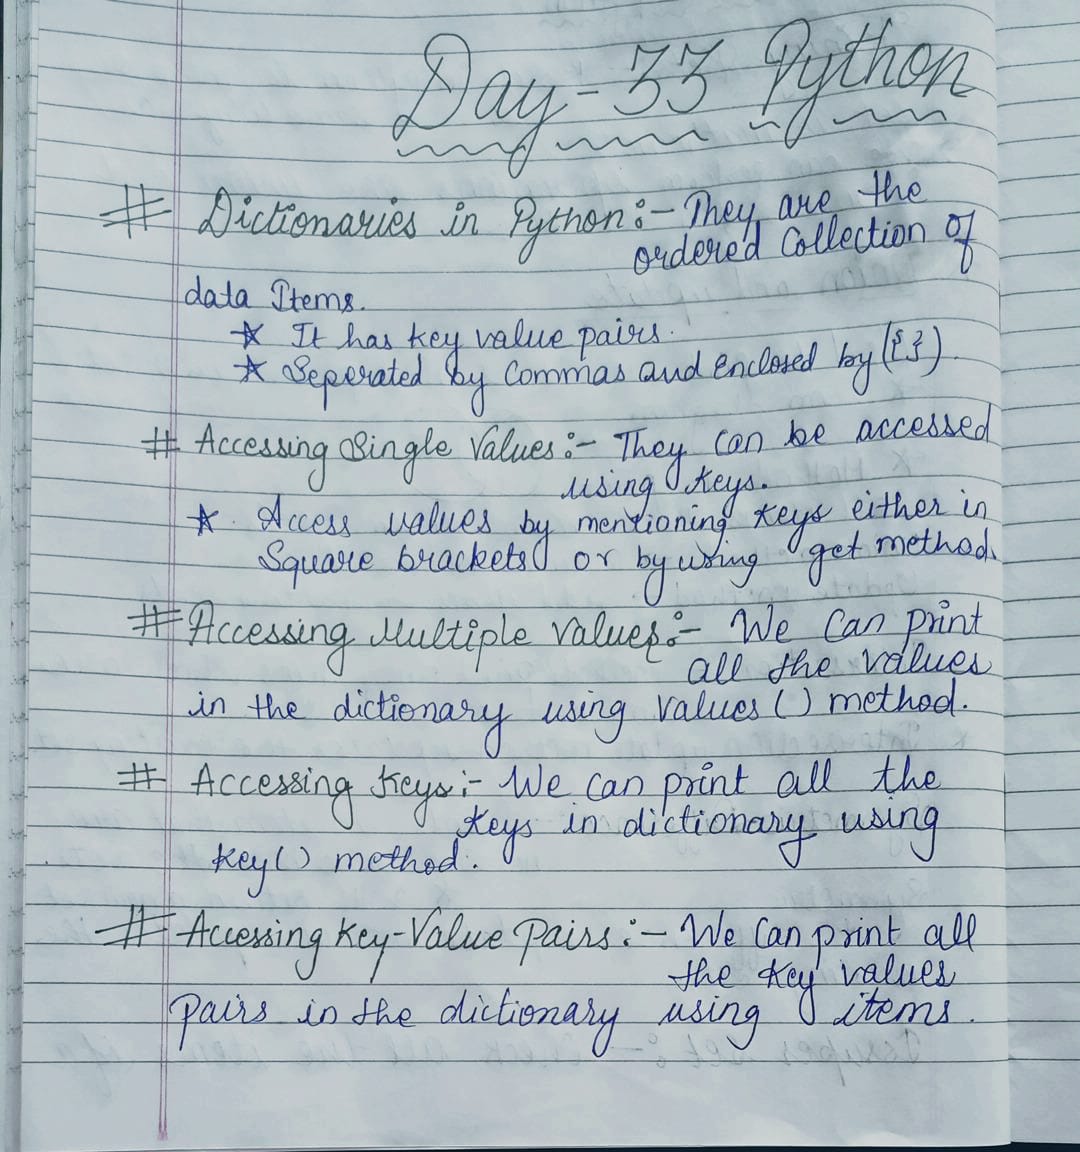 Day-33 Python
# Dictionaries in Python:- They are the
ordered Collection of
data Items.
★ It has key value pairs.
★ Seperated by Commas and Enclosed by ({}).
# Accessing Single Values:- They can be accessed
using keys.
★ Access values by mentioning keys either in
Square brackets or by using get method.
# Accessing Multiple Values:- We Can print
all the values
in the dictionary using values () method.
# Accessing keys:- We can print all the
keys in dictionary using
key() method.
# Accessing Key-Value Pairs:- We Can print all
the key values
pairs in the dictionary using items.